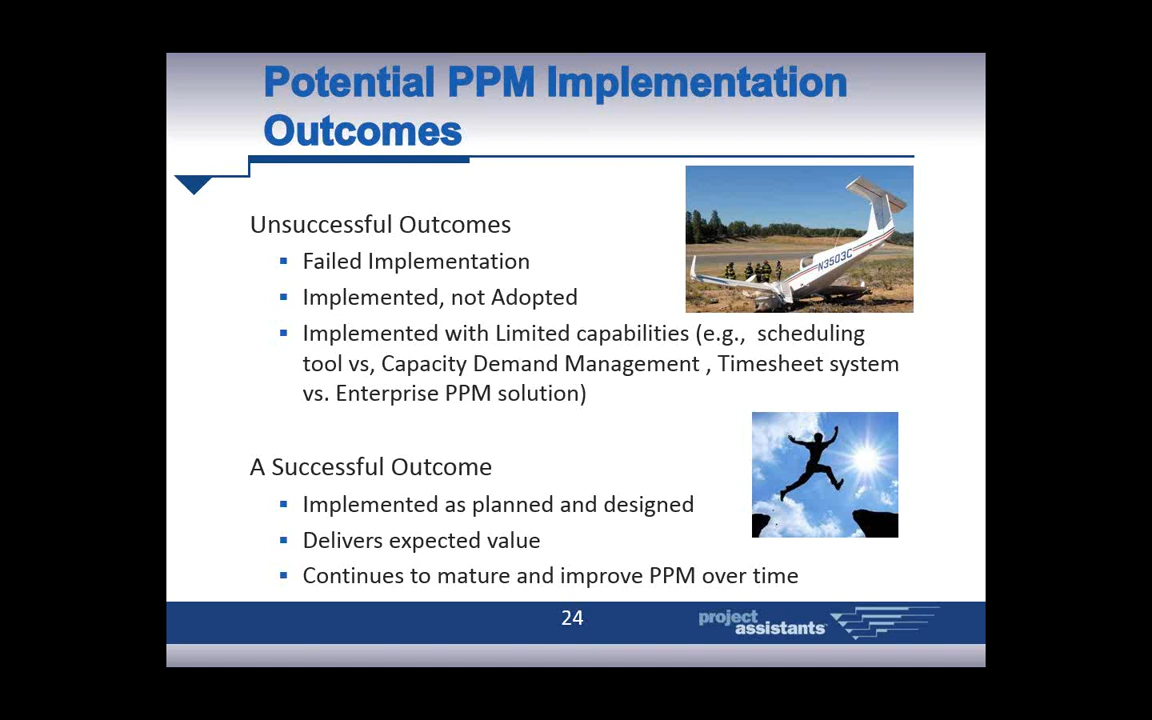 Potential PPM Implementation
Outcomes
Unsuccessful Outcomes
▪ Failed Implementation
▪ Implemented, not Adopted
▪ Implemented with Limited capabilities (e.g.,  scheduling
tool vs, Capacity Demand Management , Timesheet system
vs. Enterprise PPM solution)
N3503C
A Successful Outcome
▪ Implemented as planned and designed
▪ Delivers expected value
▪ Continues to mature and improve PPM over time
24
project
assistants